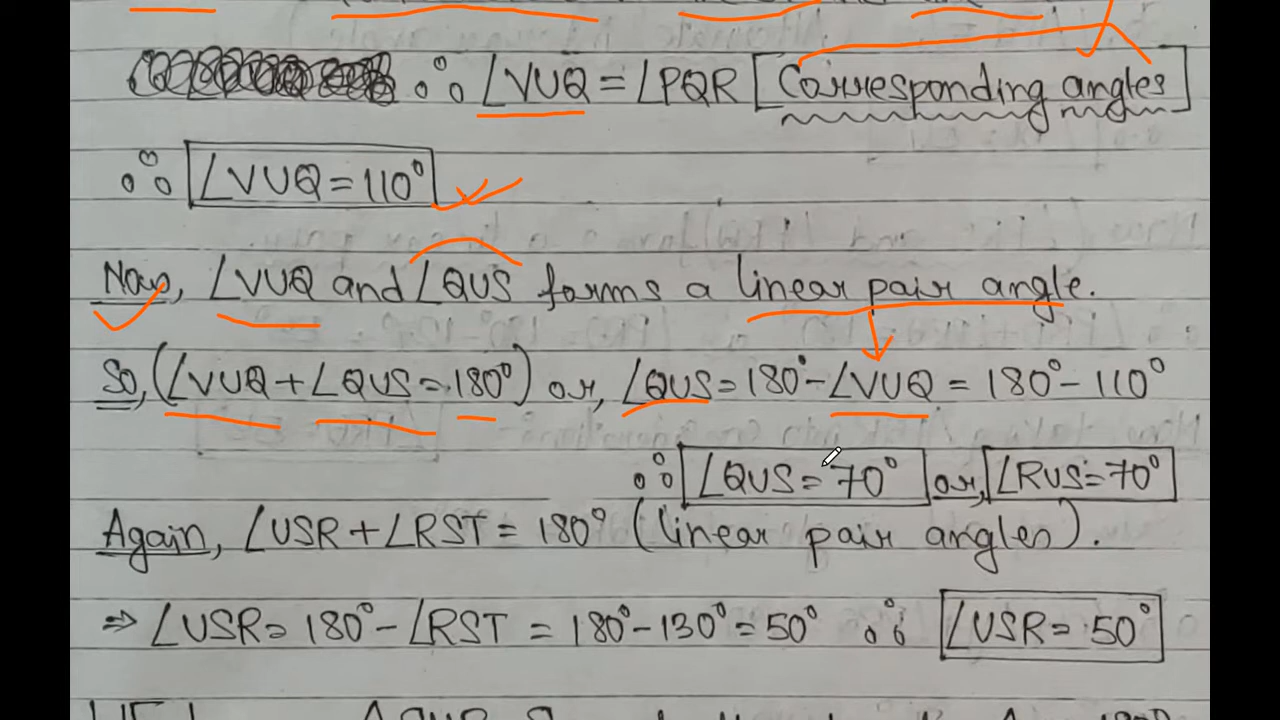 ∴ ∠VUQ = ∠PQR [Corresponding angles]
∴ ∠VUQ = 110°
Now, ∠VUQ and ∠QUS forms a linear pair angle.
So, (∠VUQ + ∠QUS = 180°) or, ∠QUS = 180° - ∠VUQ = 180° - 110°
∴ ∠QUS = 70° or, ∠RUS = 70°
Again, ∠USR + ∠RST = 180° (linear pair angles).
⇒ ∠USR = 180° - ∠RST = 180° - 130° = 50° ∴ ∠USR = 50°